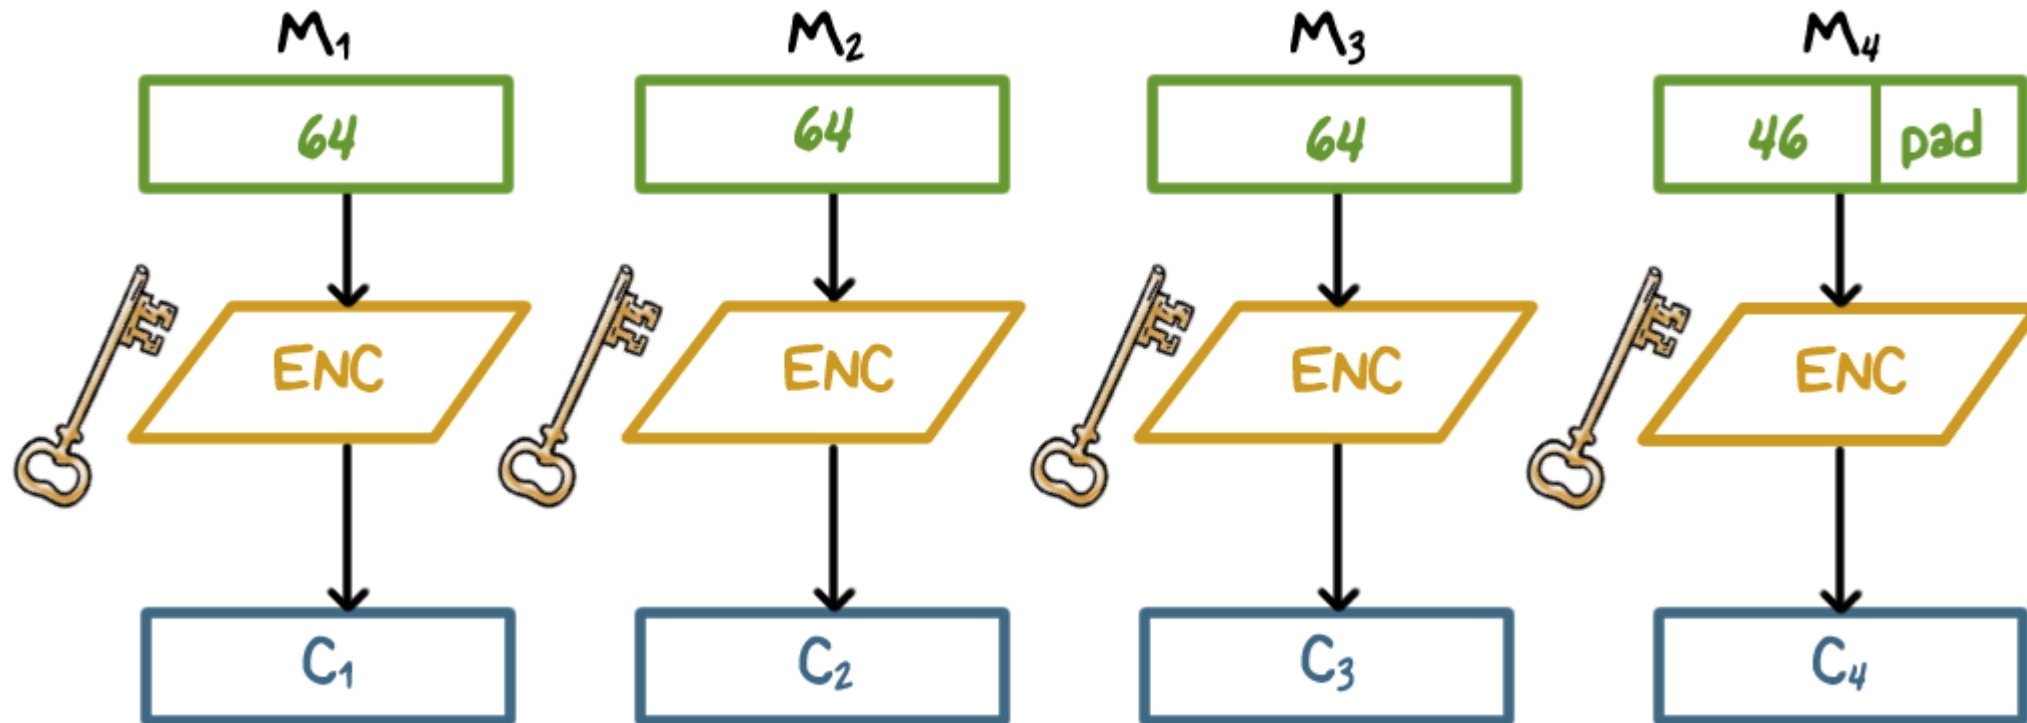 M₁ M₂ M₃ M₄
64 64 64 46 pad
ENC ENC ENC ENC
C₁ C₂ C₃ C₄